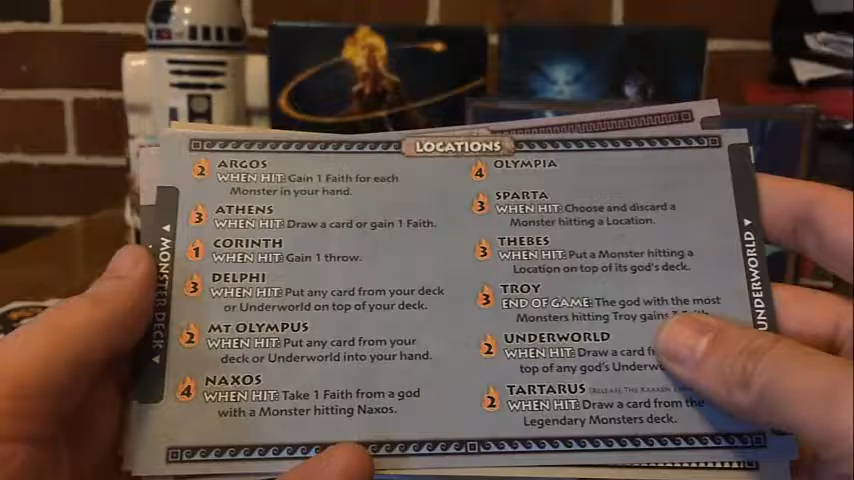 LOCATIONS
2 ARGOS
WHEN HIT: Gain 1 Faith for each
Monster in your hand.
3 ATHENS
WHEN HIT: Draw a card or gain 1 Faith.
1 CORINTH
WHEN HIT: Gain 1 throw.
3 DELPHI
WHEN HIT: Put any card from your deck
or Underworld on top of your deck.
2 MT OLYMPUS
WHEN HIT: Put any card from your
deck or Underworld into your hand.
4 NAXOS
WHEN HIT: Take 1 Faith from a god
with a Monster hitting Naxos.
4 OLYMPIA
3 SPARTA
WHEN HIT: Choose and discard a
Monster hitting a Location.
3 THEBES
WHEN HIT: Put a Monster hitting a
Location on top of its god's deck.
3 TROY
END OF GAME: The god with the most
Monsters hitting Troy gains
2 UNDERWORLD
WHEN HIT: Draw a card
top of any god's
2 TARTARUS (RELEASE THE KRAKEN
WHEN HIT: Draw a card from the
Legendary Monsters deck.
MONSTER DECK
UNDERWORLD